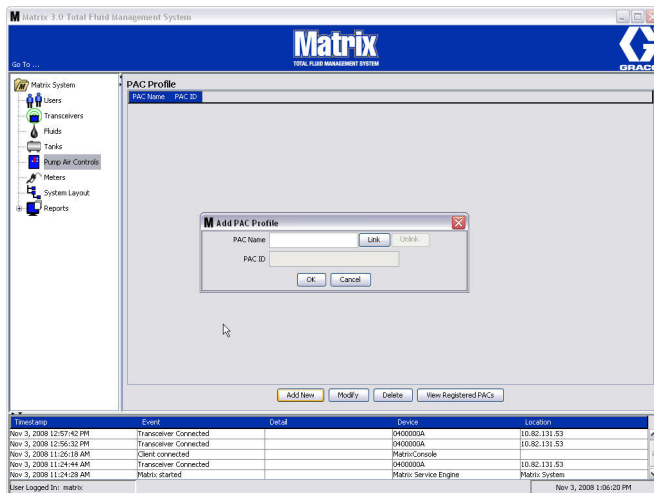 Matrix 3.0 Total Fluid Management System
Matrix
TOTAL FLUID MANAGEMENT SYSTEM
Go To ...
GRACO
Matrix System
Users
Transceivers
Fluids
Tanks
Pump Air Controls
Meters
System Layout
Reports
PAC Profile
PAC Name PAC ID
M Add PAC Profile
PAC Name Link Unlink
PAC ID
OK Cancel
Add New Modify Delete View Registered PACs
Timestamp Event Detail Device Location
Nov 3, 2008 12:57:42 PM Transceiver Connected 0400000A 10.82.131.53
Nov 3, 2008 12:56:32 PM Transceiver Connected 0400000A 10.82.131.53
Nov 3, 2008 11:26:18 AM Client connected MatrixConsole
Nov 3, 2008 11:24:44 AM Transceiver Connected 0400000A 10.82.131.53
Nov 3, 2008 11:24:28 AM Matrix started Matrix Service Engine Matrix System
User Logged In: matrix Nov 3, 2008 1:06:20 PM